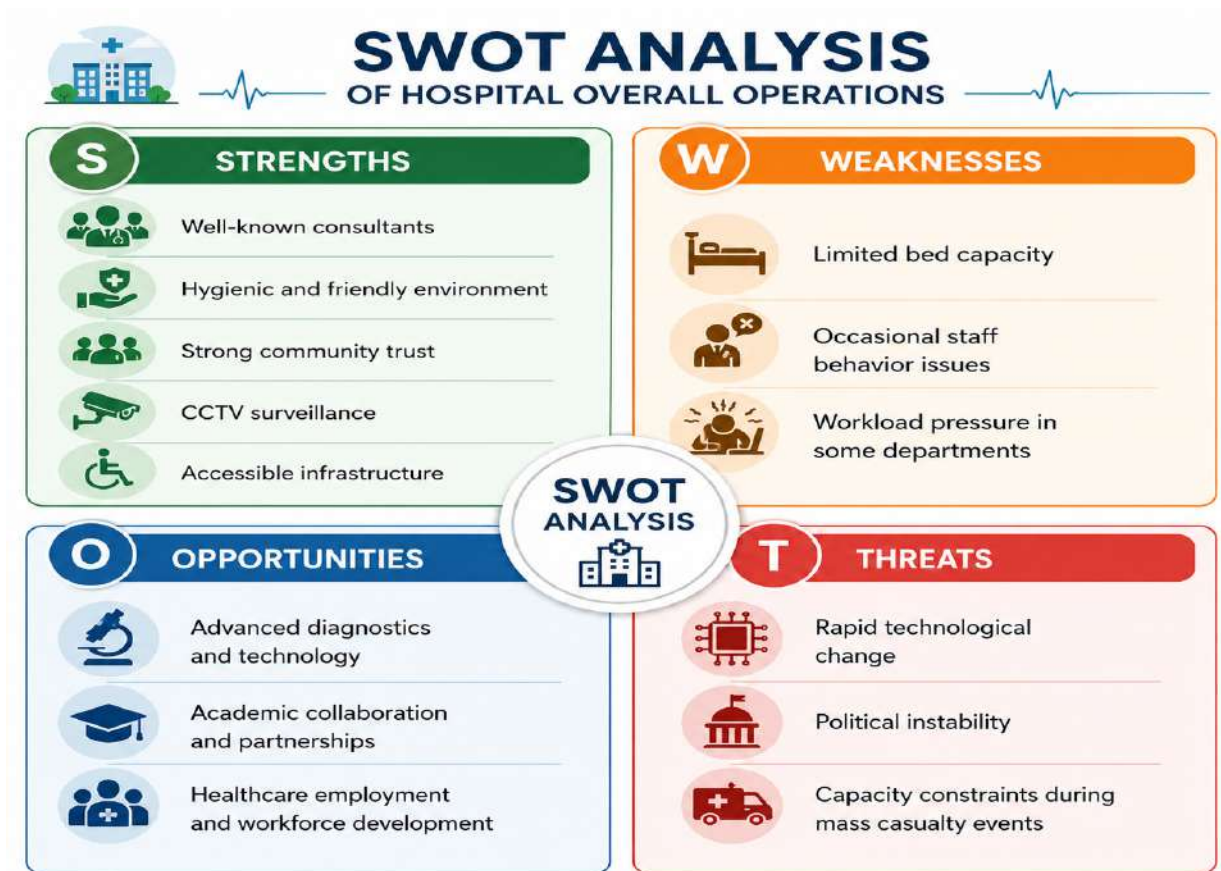 SWOT ANALYSIS
OF HOSPITAL OVERALL OPERATIONS
S
STRENGTHS
Well-known consultants
Hygienic and friendly environment
Strong community trust
CCTV surveillance
Accessible infrastructure
W
WEAKNESSES
Limited bed capacity
Occasional staff
behavior issues
Workload pressure in
some departments
SWOT
ANALYSIS
O
OPPORTUNITIES
Advanced diagnostics
and technology
Academic collaboration
and partnerships
Healthcare employment
and workforce development
T
THREATS
Rapid technological
change
Political instability
Capacity constraints during
mass casualty events